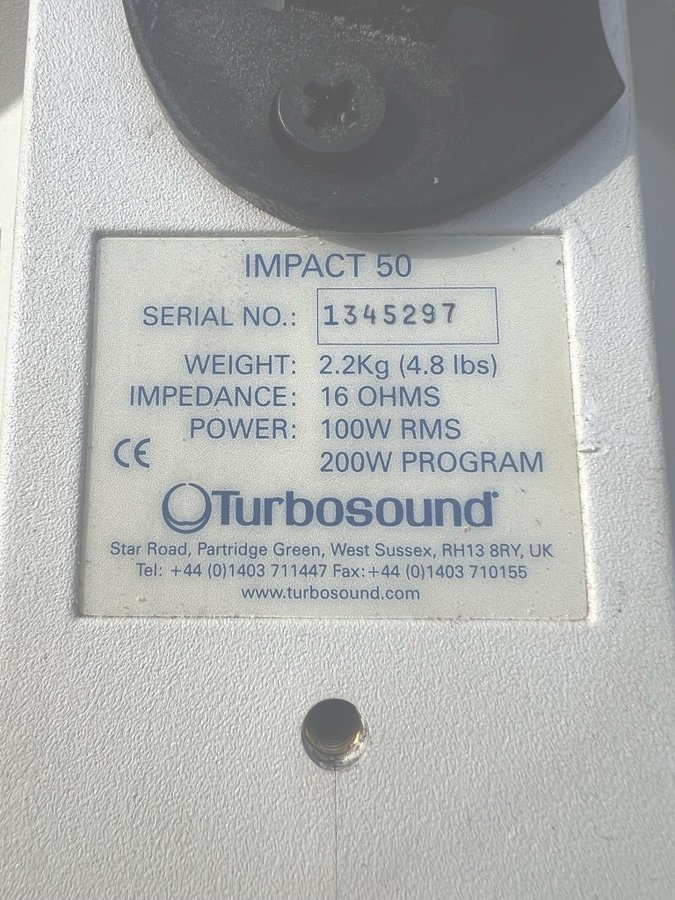 IMPACT 50
SERIAL NO.: 1345297
WEIGHT: 2.2Kg (4.8 lbs)
IMPEDANCE: 16 OHMS
POWER: 100W RMS
CE 200W PROGRAM
Turbosound
Star Road, Partridge Green, West Sussex, RH13 8RY, UK
Tel: +44 (0)1403 711447 Fax:+44 (0)1403 710155
www.turbosound.com